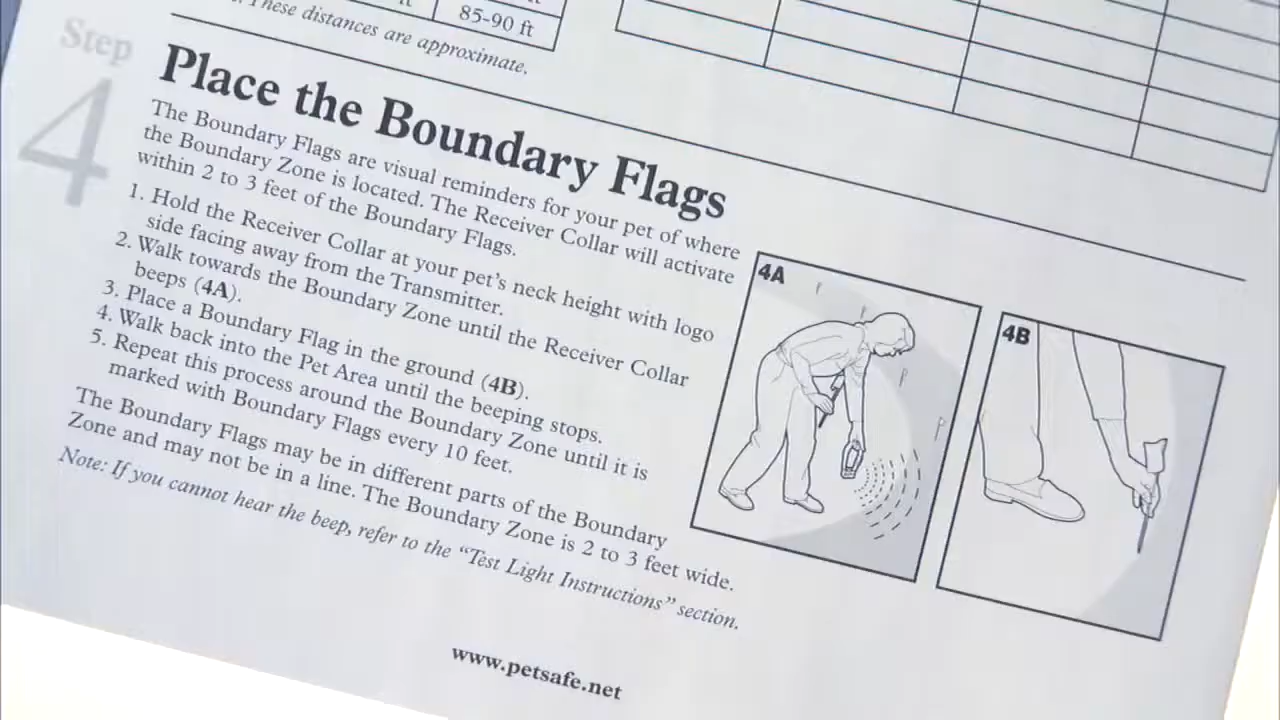 ft
85-90 ft
These distances are approximate.
Step
4
Place the Boundary Flags
The Boundary Flags are visual reminders for your pet of where
the Boundary Zone is located. The Receiver Collar will activate
within 2 to 3 feet of the Boundary Flags.
1. Hold the Receiver Collar at your pet's neck height with logo
side facing away from the Transmitter.
2. Walk towards the Boundary Zone until the Receiver Collar
beeps (4A).
3. Place a Boundary Flag in the ground (4B).
4. Walk back into the Pet Area until the beeping stops.
5. Repeat this process around the Boundary Zone until it is
marked with Boundary Flags every 10 feet.
The Boundary Flags may be in different parts of the Boundary
Zone and may not be in a line. The Boundary Zone is 2 to 3 feet wide.
Note: If you cannot hear the beep, refer to the “Test Light Instructions” section.
4A
4B
www.petsafe.net